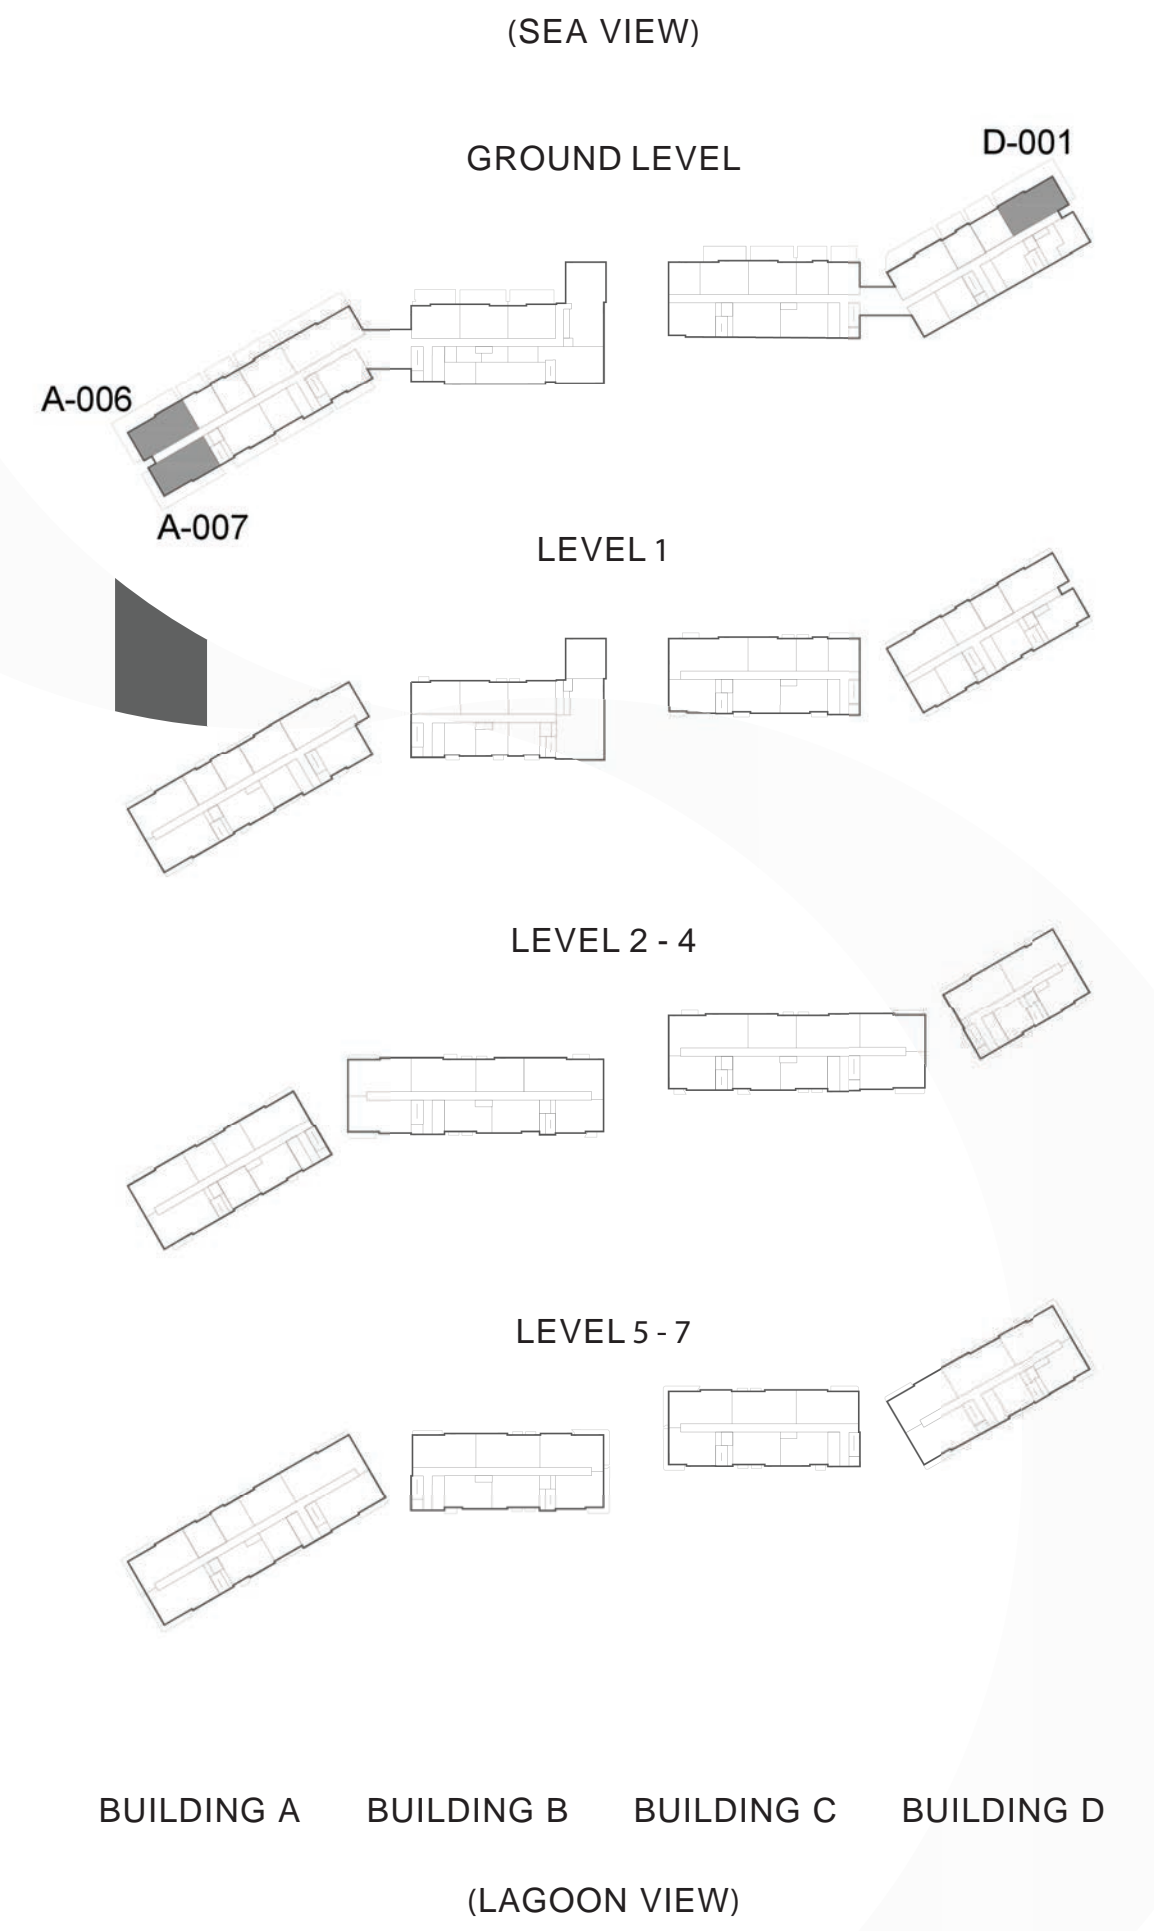 (SEA VIEW)
D-001
GROUND LEVEL
A-006
A-007
LEVEL 1
LEVEL 2 - 4
LEVEL 5 - 7
BUILDING A BUILDING B BUILDING C BUILDING D
(LAGOON VIEW)